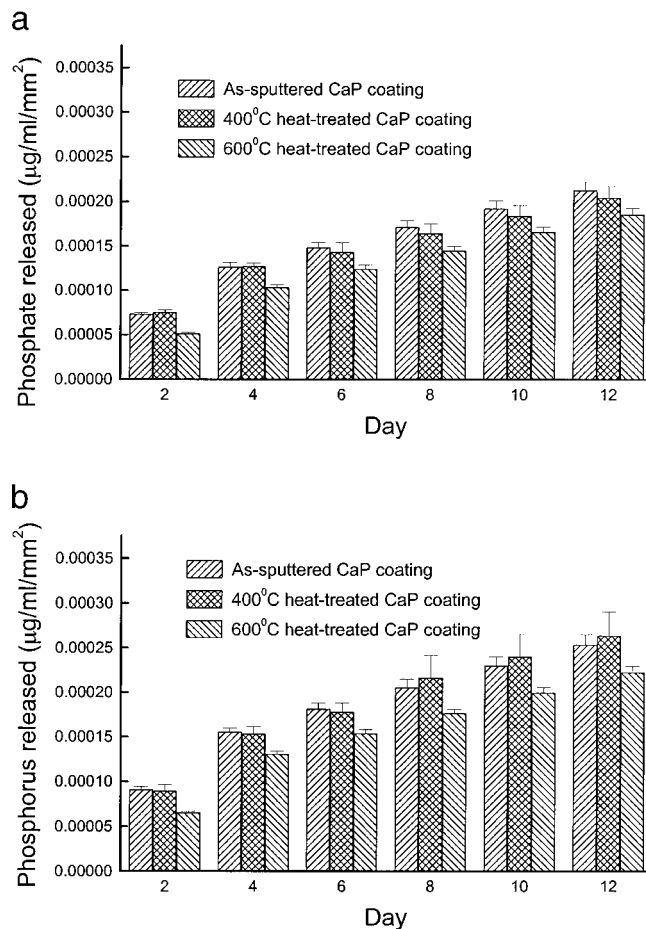 a
Phosphate released (μg/ml/mm²)
0.00035
0.00030
0.00025
0.00020
0.00015
0.00010
0.00005
0.00000
As-sputtered CaP coating
400⁰C heat-treated CaP coating
600⁰C heat-treated CaP coating
2 4 6 8 10 12
Day
b
Phosphorus released (μg/ml/mm²)
0.00035
0.00030
0.00025
0.00020
0.00015
0.00010
0.00005
0.00000
As-sputtered CaP coating
400⁰C heat-treated CaP coating
600⁰C heat-treated CaP coating
2 4 6 8 10 12
Day